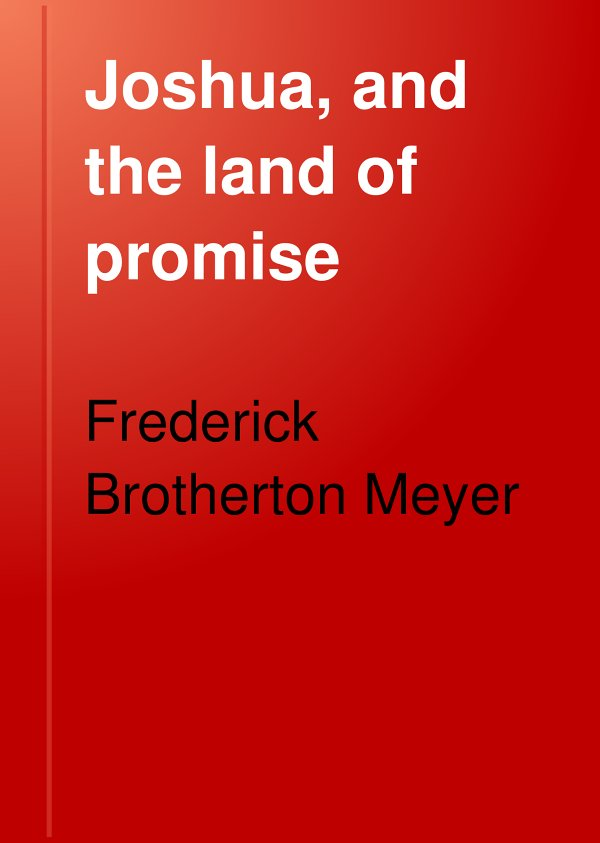 Joshua, and
the land of
promise
Frederick
Brotherton Meyer